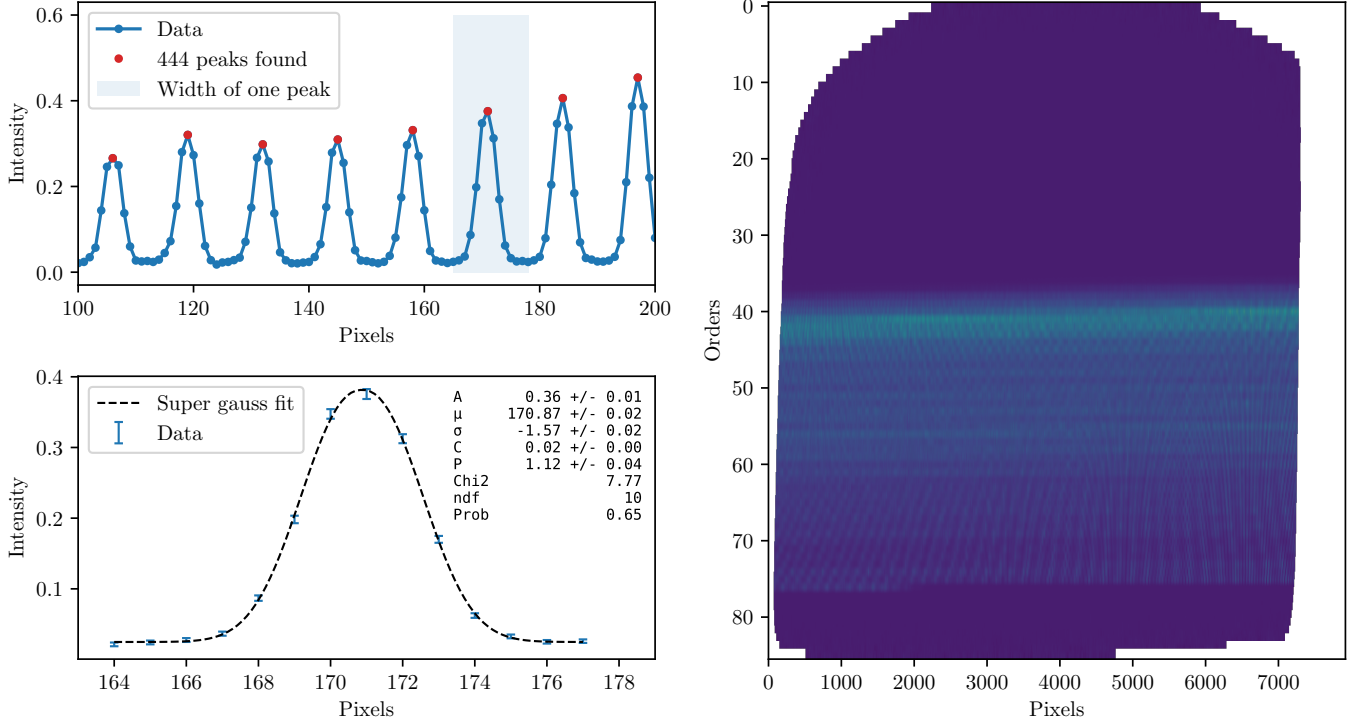 0.6
0.4
0.2
0.0
Intensity
Data
444 peaks found
Width of one peak
100 120 140 160 180 200
Pixels
0.4
0.3
0.2
0.1
Intensity
Super gauss fit
Data
A 0.36 +/- 0.01
μ 170.87 +/- 0.02
σ -1.57 +/- 0.02
C 0.02 +/- 0.00
P 1.12 +/- 0.04
Chi2 7.77
ndf 10
Prob 0.65
164 166 168 170 172 174 176 178
Pixels
0
10
20
30
40
50
60
70
80
Orders
0 1000 2000 3000 4000 5000 6000 7000
Pixels